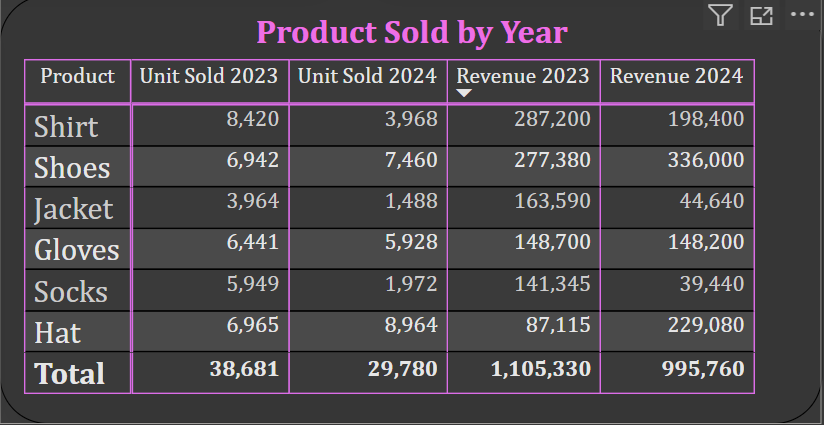 Product Sold by Year
Product Unit Sold 2023 Unit Sold 2024 Revenue 2023 Revenue 2024
Shirt 8,420 3,968 287,200 198,400
Shoes 6,942 7,460 277,380 336,000
Jacket 3,964 1,488 163,590 44,640
Gloves 6,441 5,928 148,700 148,200
Socks 5,949 1,972 141,345 39,440
Hat 6,965 8,964 87,115 229,080
Total 38,681 29,780 1,105,330 995,760